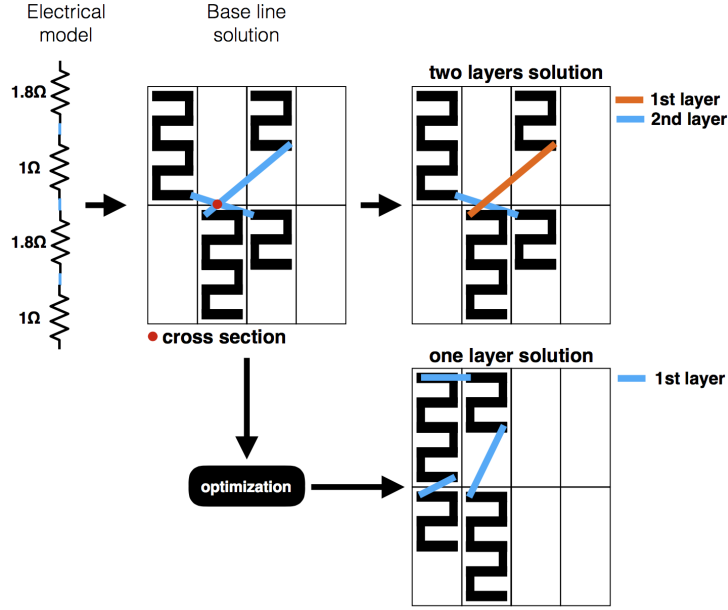 Electrical
model
Base line
solution
1.8Ω
1Ω
1.8Ω
1Ω
two layers solution
1st layer
2nd layer
cross section
one layer solution
1st layer
optimization